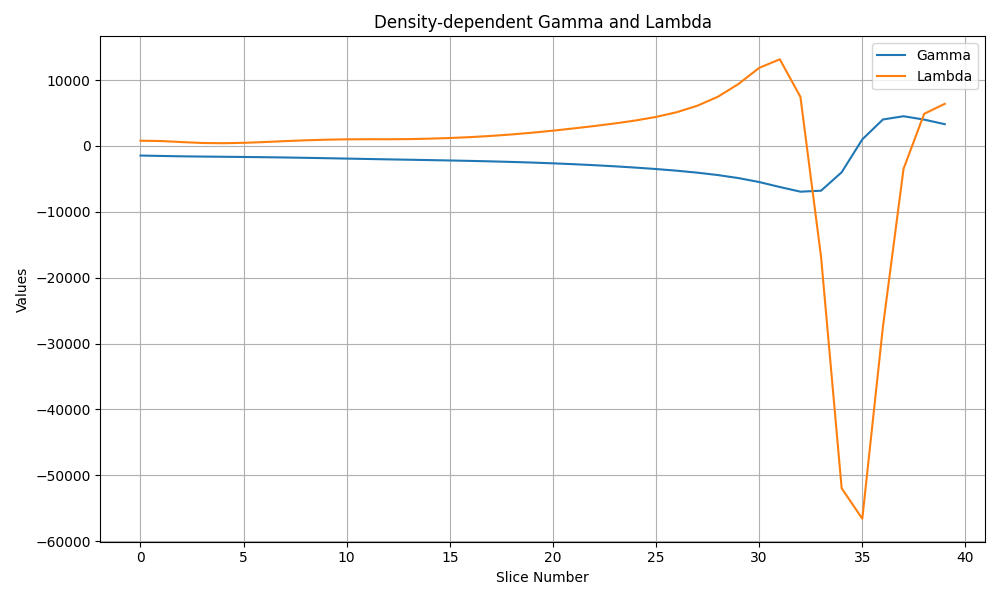 Density-dependent Gamma and Lambda
Gamma
Lambda
10000
0
−10000
−20000
−30000
−40000
−50000
−60000
Values
0 5 10 15 20 25 30 35 40
Slice Number